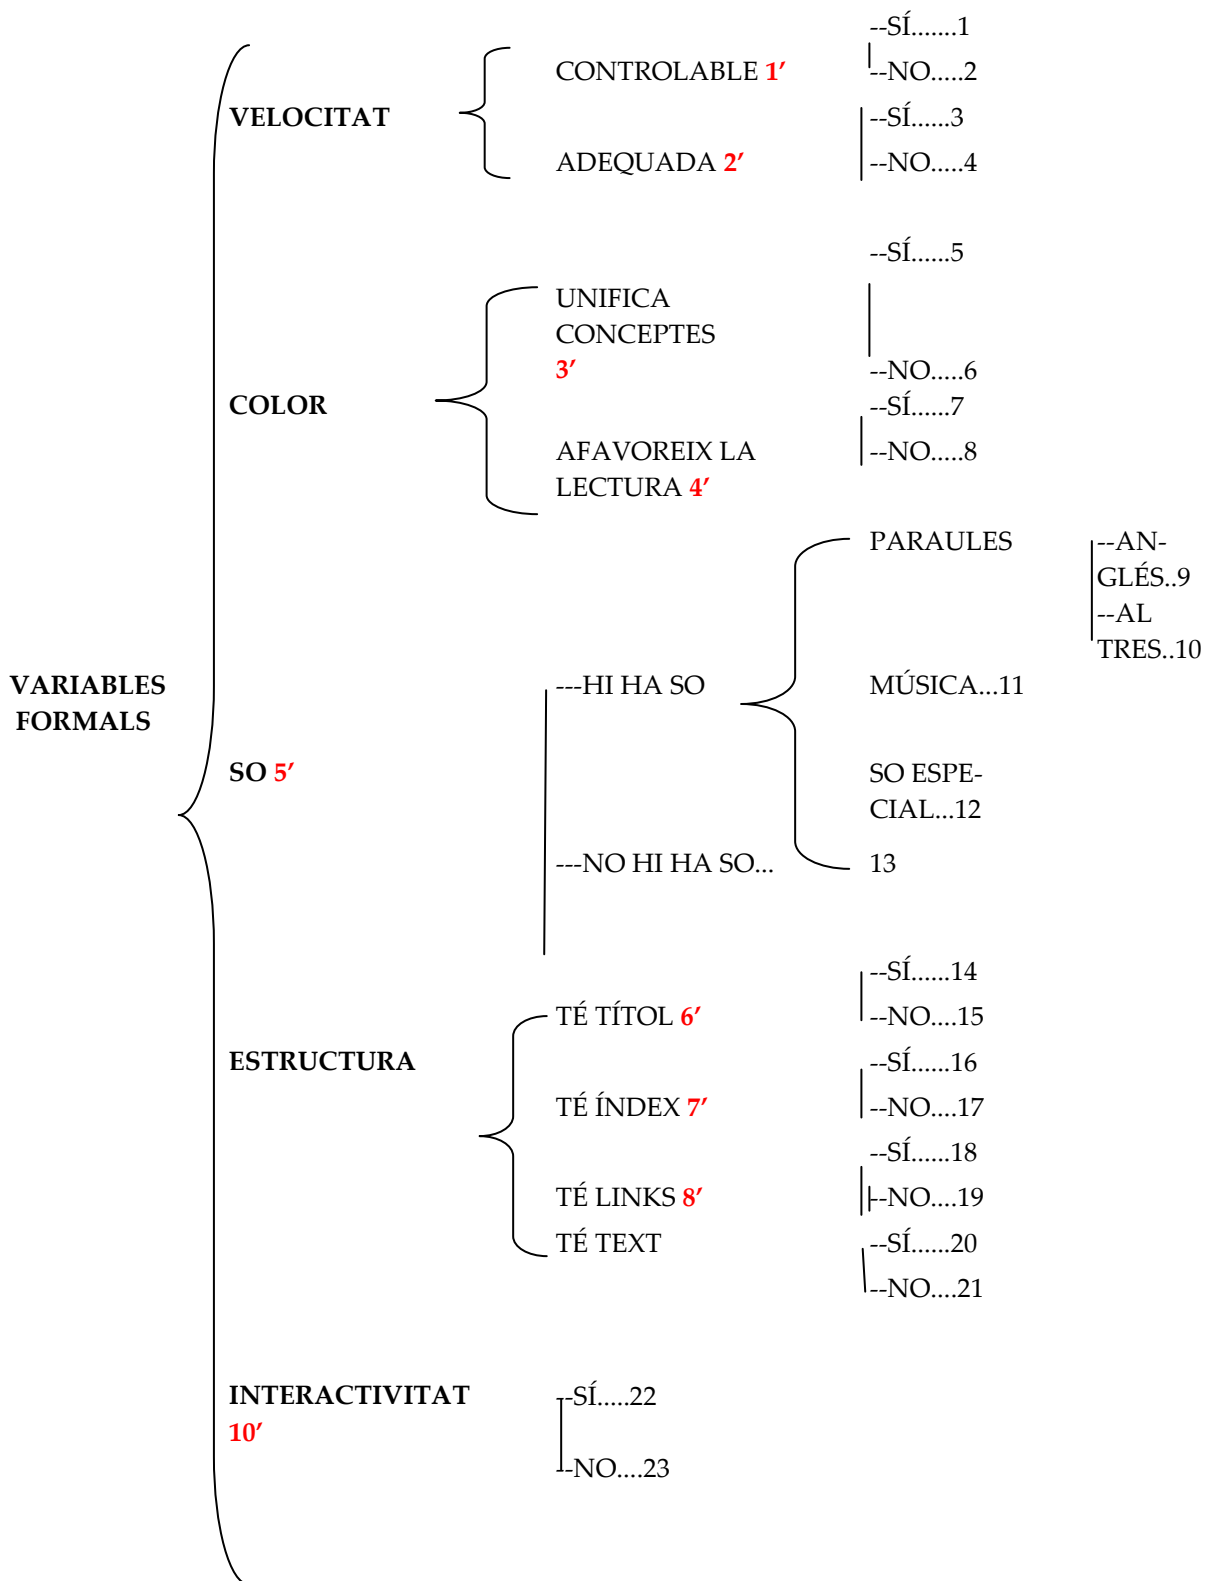 --SÍ.......1
CONTROLABLE 1’ --NO.....2
VELOCITAT --SÍ......3
ADEQUADA 2’ --NO.....4
--SÍ......5
UNIFICA
CONCEPTES
3’ --NO.....6
COLOR --SÍ......7
AFAVOREIX LA --NO.....8
LECTURA 4’
PARAULES --AN-
GLÉS..9
--AL
TRES..10
VARIABLES ---HI HA SO MÚSICA...11
FORMALS
SO 5’ SO ESPE-
CIAL...12
---NO HI HA SO... 13
--SÍ......14
TÉ TÍTOL 6’ --NO....15
ESTRUCTURA --SÍ......16
TÉ ÍNDEX 7’ --NO....17
--SÍ......18
TÉ LINKS 8’ --NO....19
TÉ TEXT --SÍ......20
--NO....21
INTERACTIVITAT --SÍ.....22
10’
--NO....23